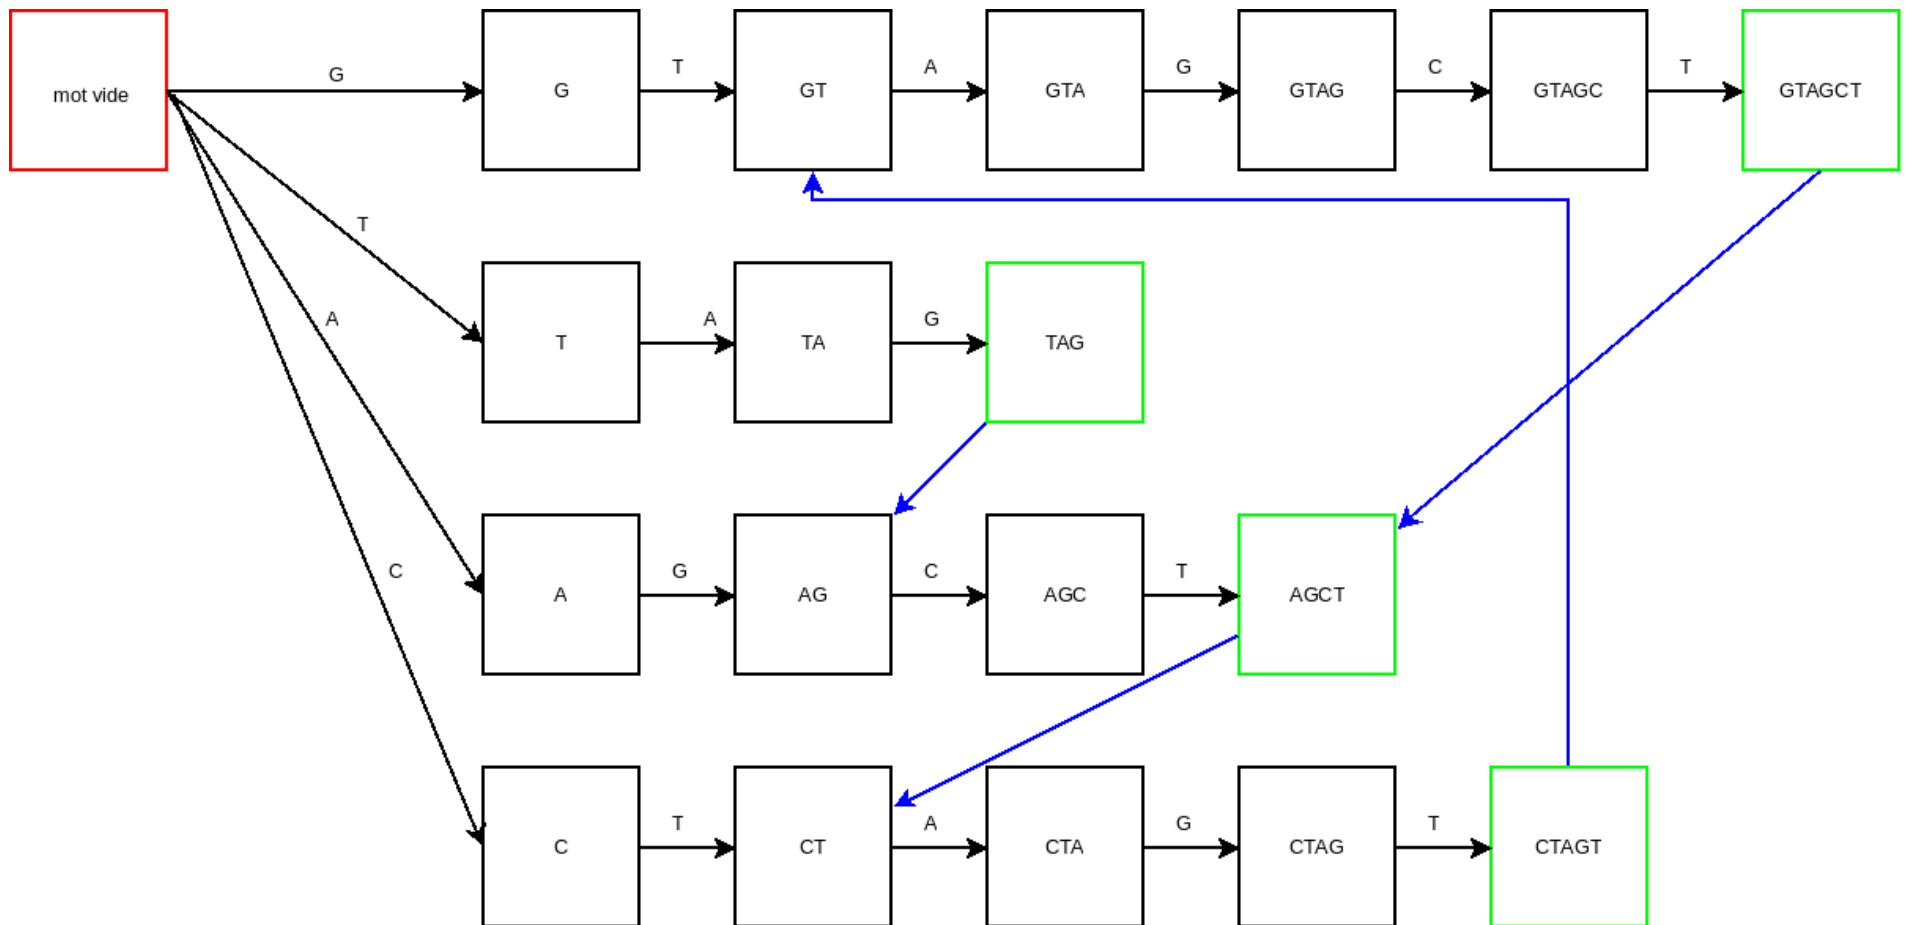 G T A G C T
mot vide G GT GTA GTAG GTAGC GTAGCT
T
A A G
T TA TAG
C G C T
A AG AGC AGCT
T A G T
C CT CTA CTAG CTAGT